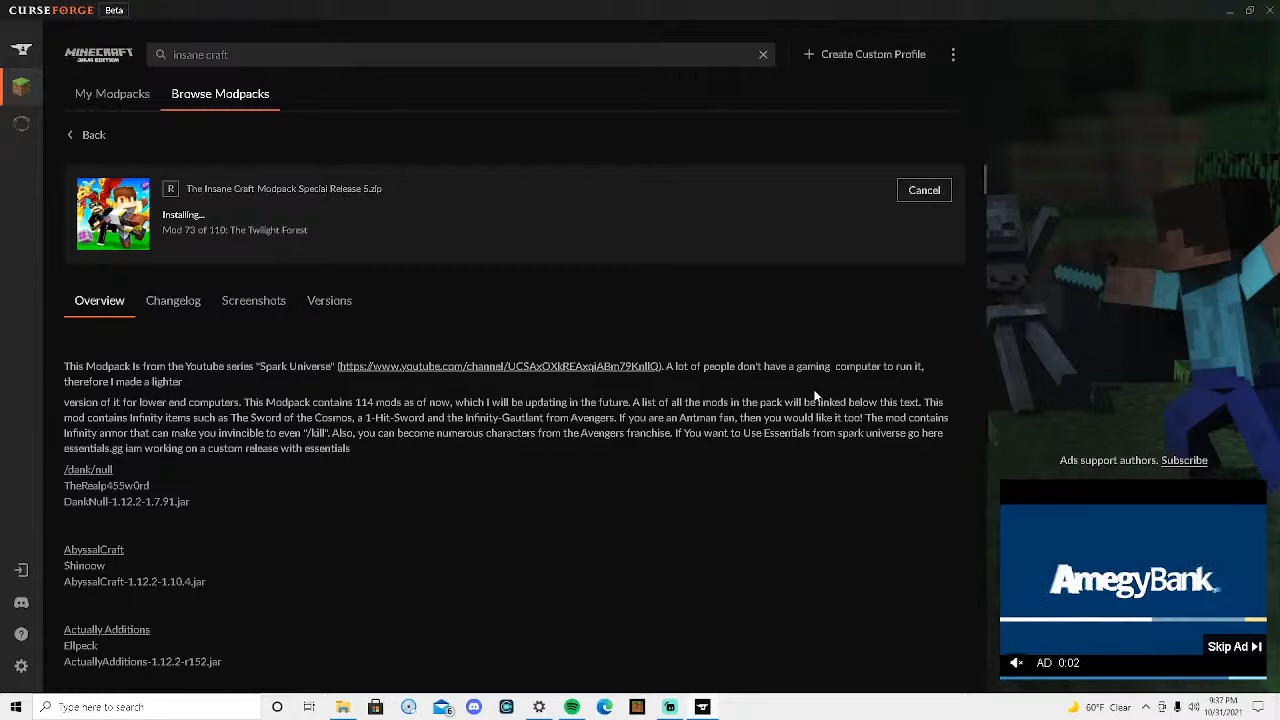 CURSEFORGE Beta
MINECRAFT
JAVA EDITION
insane craft
Create Custom Profile
My Modpacks
Browse Modpacks
Back
R The Insane Craft Modpack Special Release 5.zip
Cancel
Installing...
Mod 73 of 110: The Twilight Forest
Overview
Changelog
Screenshots
Versions
This Modpack Is from the Youtube series "Spark Universe" (https://www.youtube.com/channel/UCSAxOXkREAxqiABm79KnllQ). A lot of people don't have a gaming computer to run it,
therefore I made a lighter
version of it for lower end computers. This Modpack contains 114 mods as of now, which I will be updating in the future. A list of all the mods in the pack will be linked below this text. This
mod contains Infinity items such as The Sword of the Cosmos, a 1-Hit-Sword and the Infinity-Gautlant from Avengers. If you are an Antman fan, then you would like it too! The mod contains
Infinity armor that can make you invincible to even "/kill". Also, you can become numerous characters from the Avengers franchise. If You want to Use Essentials from spark universe go here
essentials.gg iam working on a custom release with essentials
/dank/null
TheRealp455w0rd
DankNull-1.12.2-1.7.91.jar
AbyssalCraft
Shinoow
AbyssalCraft-1.12.2-1.10.4.jar
Actually Additions
Ellpeck
ActuallyAdditions-1.12.2-r152.jar
Ads support authors. Subscribe
AmegyBank
Skip Ad
AD 0:02
Type here to search
60°F Clear
9:37 PM
10/31/2021